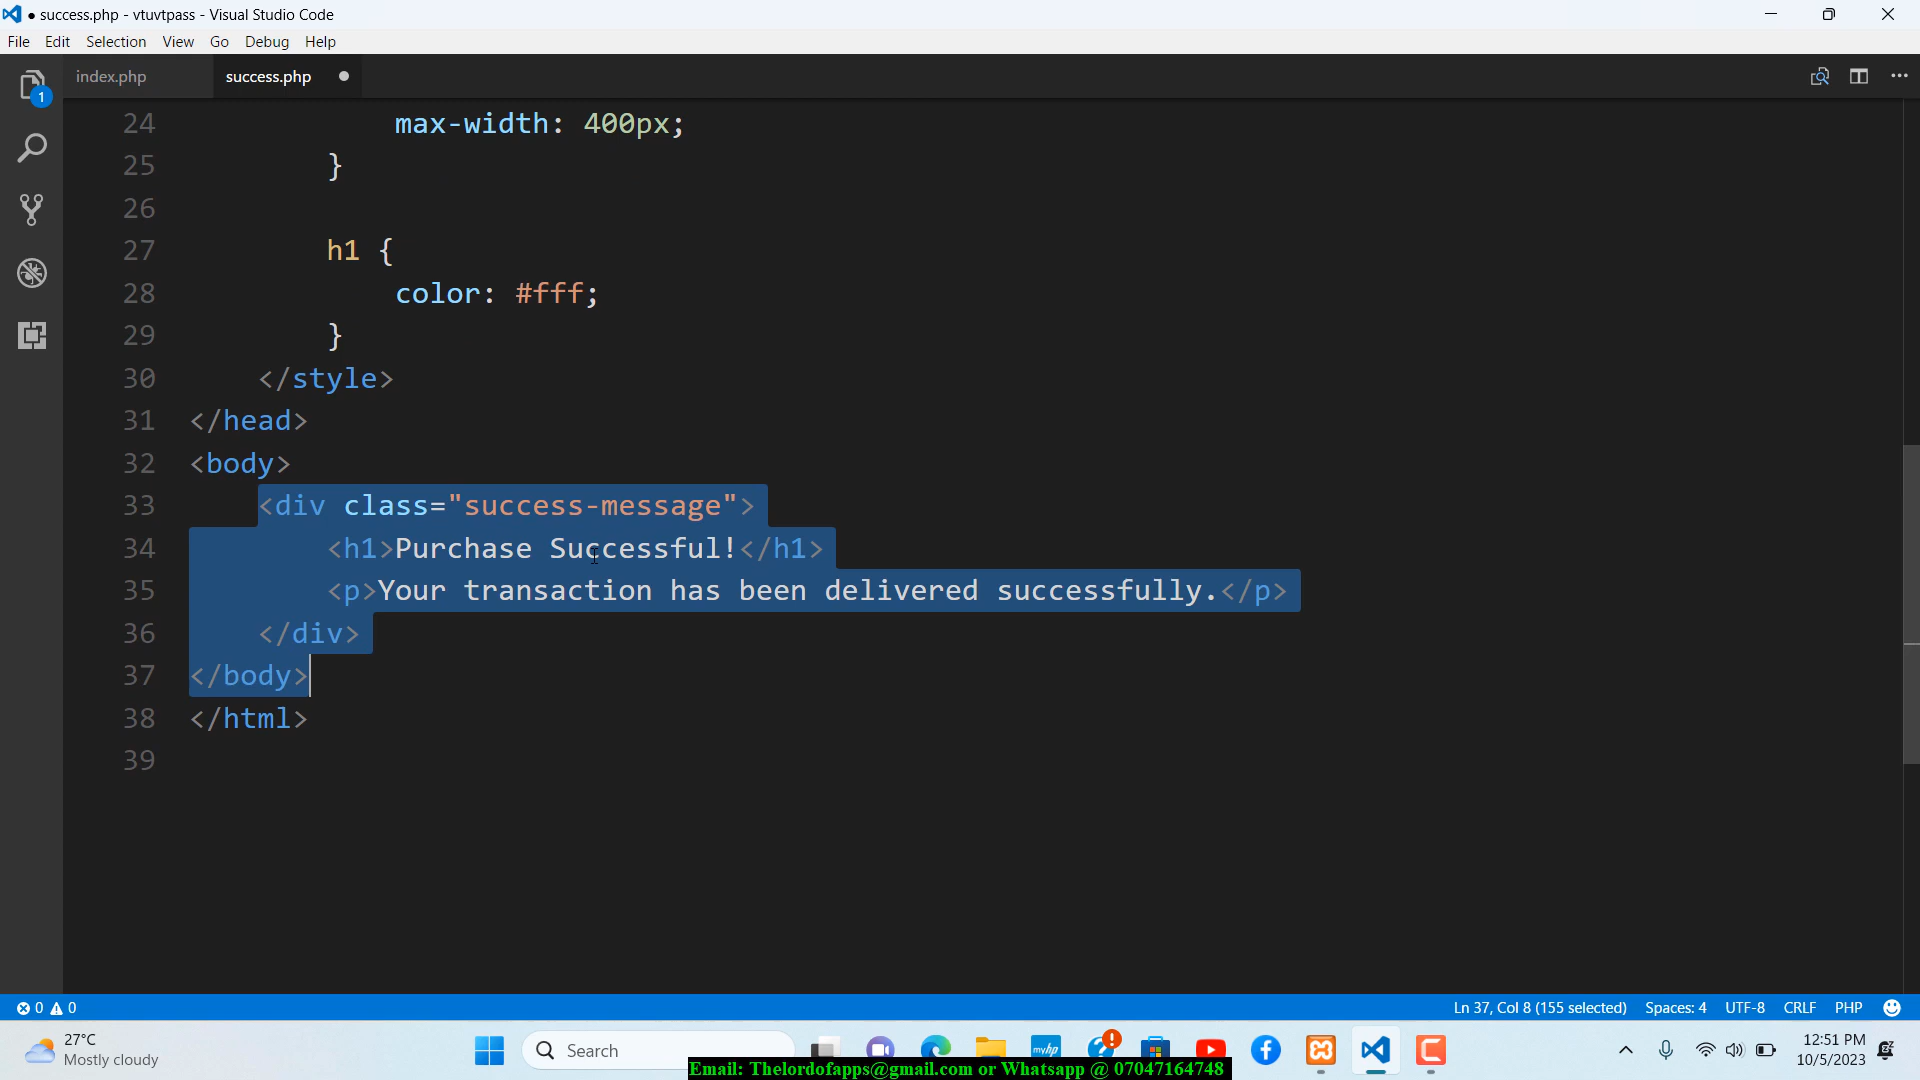 ● success.php - vtuvtpass - Visual Studio Code
File Edit Selection View Go Debug Help
index.php success.php ●
24 max-width: 400px;
25 }
26
27 h1 {
28 color: #fff;
29 }
30 </style>
31 </head>
32 <body>
33 <div class="success-message">
34 <h1>Purchase Successful!</h1>
35 <p>Your transaction has been delivered successfully.</p>
36 </div>
37 </body>
38 </html>
39
1
0 0 Ln 37, Col 8 (155 selected) Spaces: 4 UTF-8 CRLF PHP
27°C
Mostly cloudy
Search
myhp
12:51 PM
10/5/2023
Email: Thelordofapps@gmail.com or Whatsapp @ 07047164748